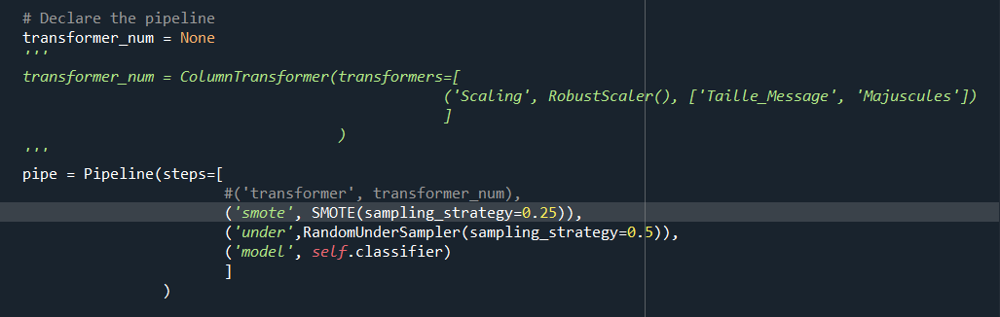 # Declare the pipeline
transformer_num = None
'''
transformer_num = ColumnTransformer(transformers=[
('Scaling', RobustScaler(), ['Taille_Message', 'Majuscules'])
]
)
'''
pipe = Pipeline(steps=[
#('transformer', transformer_num),
('smote', SMOTE(sampling_strategy=0.25)),
('under',RandomUnderSampler(sampling_strategy=0.5)),
('model', self.classifier)
]
)